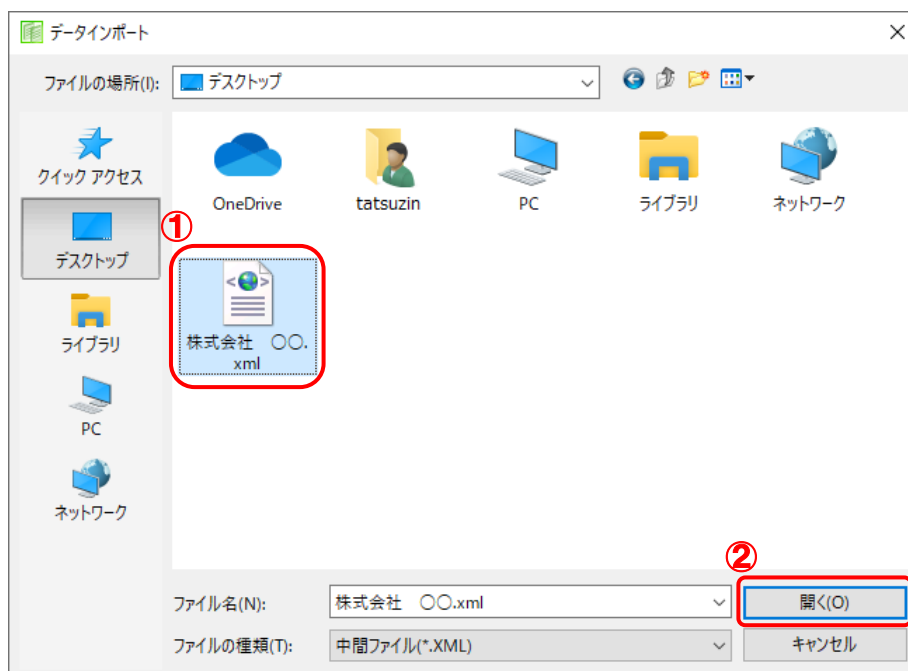 データインポート
ファイルの場所(I):
デスクトップ
クイック アクセス
デスクトップ
ライブラリ
PC
ネットワーク
OneDrive
tatsuzin
PC
ライブラリ
ネットワーク
①
株式会社　〇〇.
xml
②
ファイル名(N):
株式会社　〇〇.xml
開く(O)
ファイルの種類(T):
中間ファイル(*.XML)
キャンセル